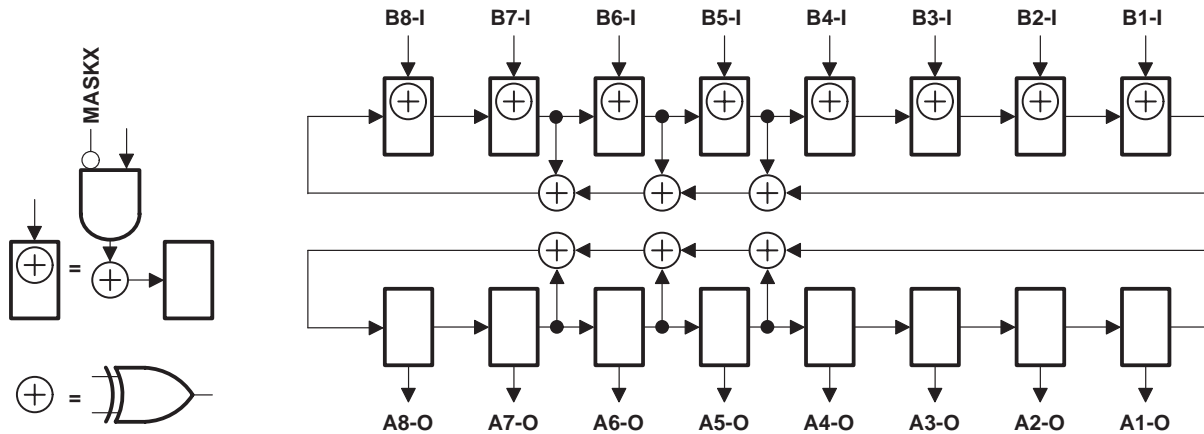 B8-I B7-I B6-I B5-I B4-I B3-I B2-I B1-I
MASKX
=
=
A8-O A7-O A6-O A5-O A4-O A3-O A2-O A1-O